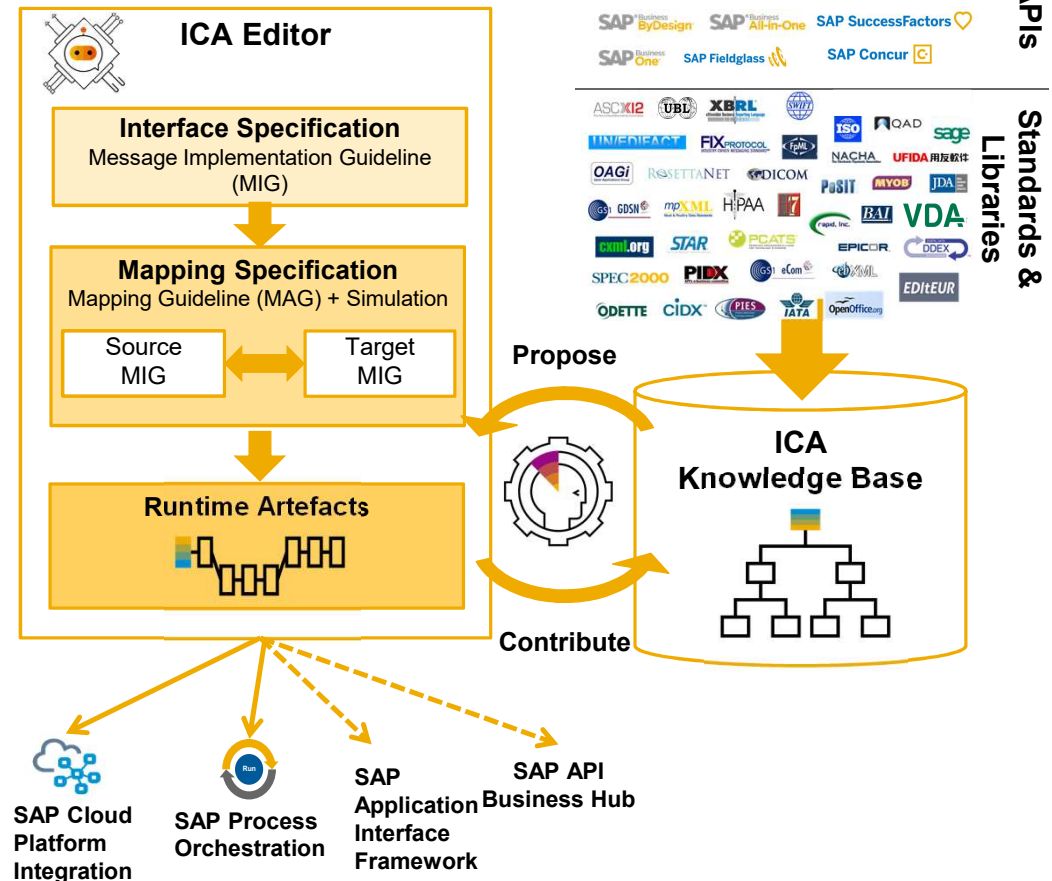 ICA Editor
Interface Specification
Message Implementation Guideline
(MIG)
Mapping Specification
Mapping Guideline (MAG) + Simulation
Source
MIG
Target
MIG
Runtime Artefacts
Propose
Contribute
SAP Business ByDesign
SAP Business All-in-One
SAP SuccessFactors
SAP Business One
SAP Fieldglass
SAP Concur C.
APIs
Standards &
Libraries
ASC X12
UBL
XBRL
SWIFT
ISO
QAD
sage
UN/EDIFACT
FIX PROTOCOL
FpML
NACHA
UFIDA 用友軟件
OAGi
ROSETTANET
DICOM
PoSIT
MYOB
JDA
GS1 GDSN
mpXML
HIPAA
rapid, inc.
BAI
VDA
cxml.org
STAR
PCATS
EPICOR
DDEX
SPEC2000
PIDX
GS1 eCom
ebXML
EDItEUR
ODETTE
CIDX
PIES
IATA
OpenOffice.org
ICA
Knowledge Base
SAP Cloud
Platform
Integration
Run
SAP Process
Orchestration
SAP
Application
Interface
Framework
SAP API
Business Hub